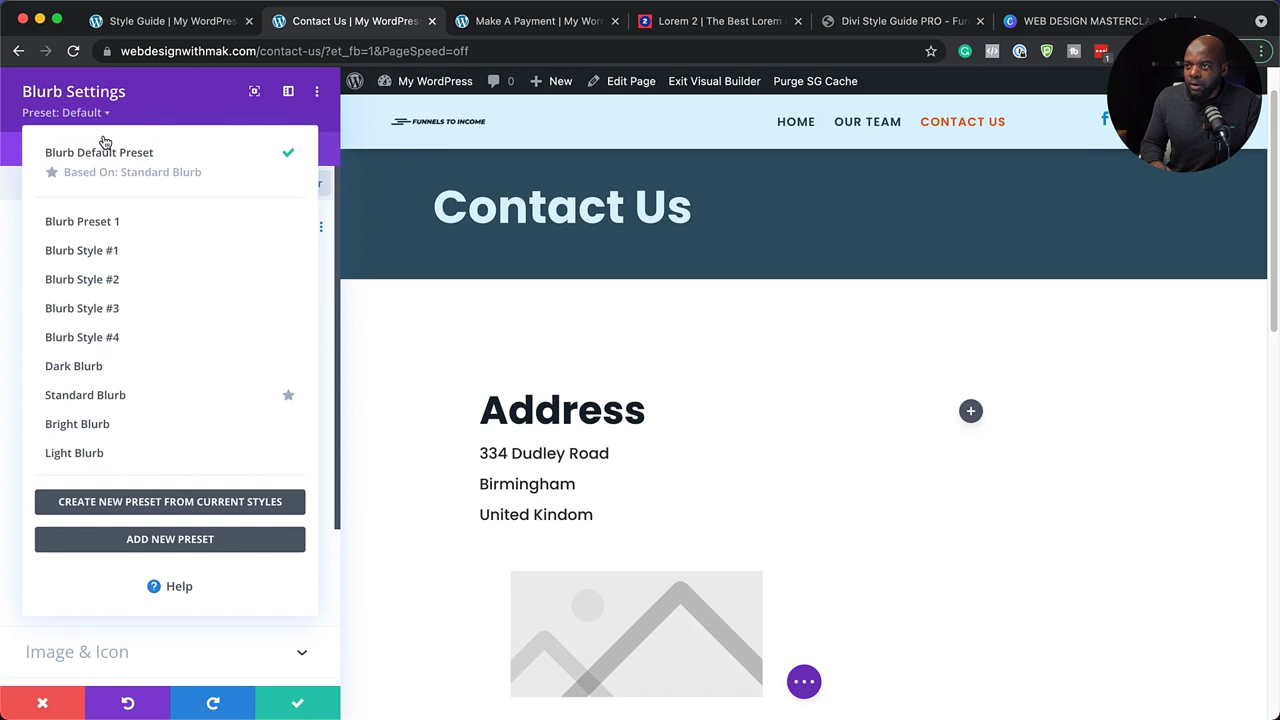 Style Guide | My WordPress
Contact Us | My WordPres
Make A Payment | My Wor
Lorem 2 | The Best Lorem
Divi Style Guide PRO - Fun
WEB DESIGN MASTERCLA
webdesignwithmak.com/contact-us/?et_fb=1&PageSpeed=off
1
My WordPress
0
New
Edit Page
Exit Visual Builder
Purge SG Cache
Blurb Settings
Preset: Default
Blurb Default Preset
Based On: Standard Blurb
Blurb Preset 1
Blurb Style #1
Blurb Style #2
Blurb Style #3
Blurb Style #4
Dark Blurb
Standard Blurb
Bright Blurb
Light Blurb
CREATE NEW PRESET FROM CURRENT STYLES
ADD NEW PRESET
Help
Image & Icon
FUNNELS TO INCOME
HOME
OUR TEAM
CONTACT US
Contact Us
Address
334 Dudley Road
Birmingham
United Kindom